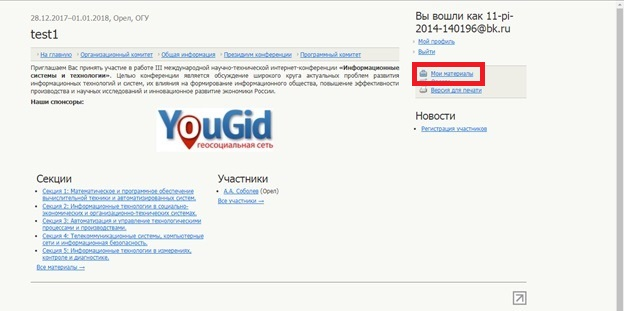 28.12.2017–01.01.2018, Орел, ОГУ
test1
На главную
Организационный комитет
Общая информация
Президиум конференции
Программный комитет
Приглашаем Вас принять участие в работе III международной научно-технической интернет-конференции «Информационные
системы и технологии». Целью конференции является обсуждение широкого круга актуальных проблем развития
информационных технологий и систем, их влияния на формирование информационного общества, повышение эффективности
производства и научных исследований и инновационное развитие экономики России.
Наши спонсоры:
YouGid
геосоциальная сеть
Секции
Секция 1: Математическое и программное обеспечение
вычислительной техники и автоматизированных систем.
Секция 2: Информационные технологии в социально-
экономических и организационно-технических системах.
Секция 3: Автоматизация и управление технологическими
процессами и производствами.
Секция 4: Телекоммуникационные системы, компьютерные
сети и информационная безопасность.
Секция 5: Информационные технологии в измерениях,
контроле и диагностике.
Все материалы →
Участники
А.А. Соболев (Орел)
Все участники →
Вы вошли как 11-pi-
2014-140196@bk.ru
Мой профиль
Выйти
Мои материалы
Версия для печати
Новости
Регистрация участников